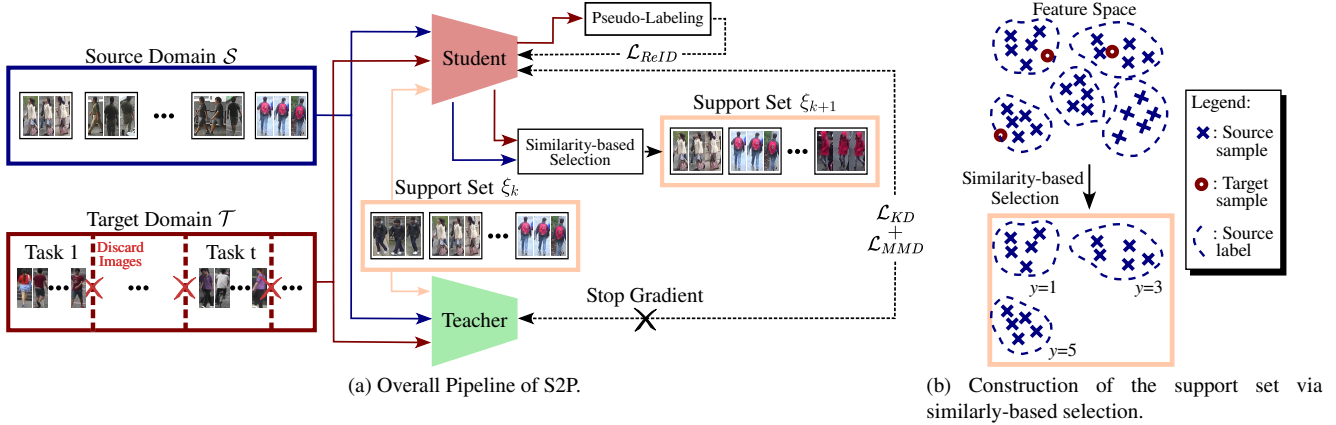 Source Domain 𝒮
Target Domain 𝒯
Task 1
Discard
Images
Task t
Student
Pseudo-Labeling
ℒ_ReID
Similarity-based
Selection
Support Set ξ_{k+1}
Support Set ξ_k
Teacher
Stop Gradient
ℒ_KD
+
ℒ_MMD
(a) Overall Pipeline of S2P.
Feature Space
Similarity-based
Selection
y=1
y=3
y=5
Legend:
: Source
sample
: Target
sample
: Source
label
(b) Construction of the support set via
similarly-based selection.